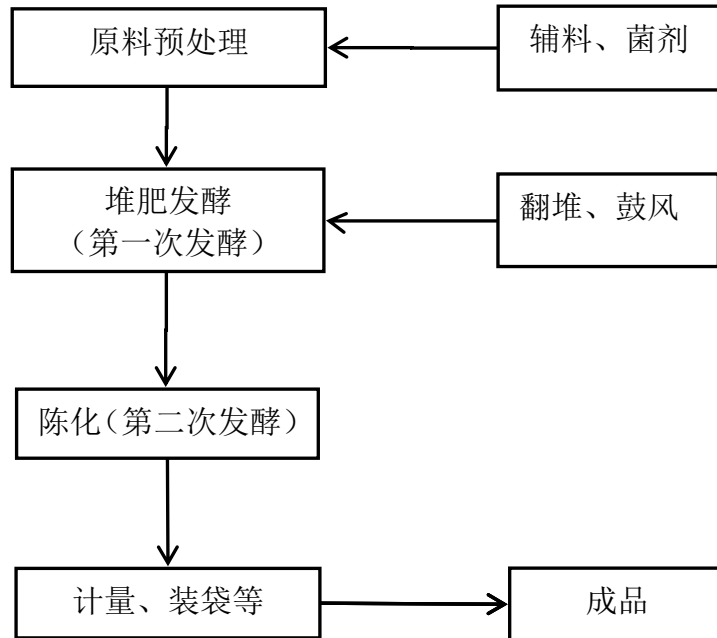 原料预处理
辅料、菌剂
堆肥发酵
（第一次发酵）
翻堆、鼓风
陈化（第二次发酵）
计量、装袋等
成品